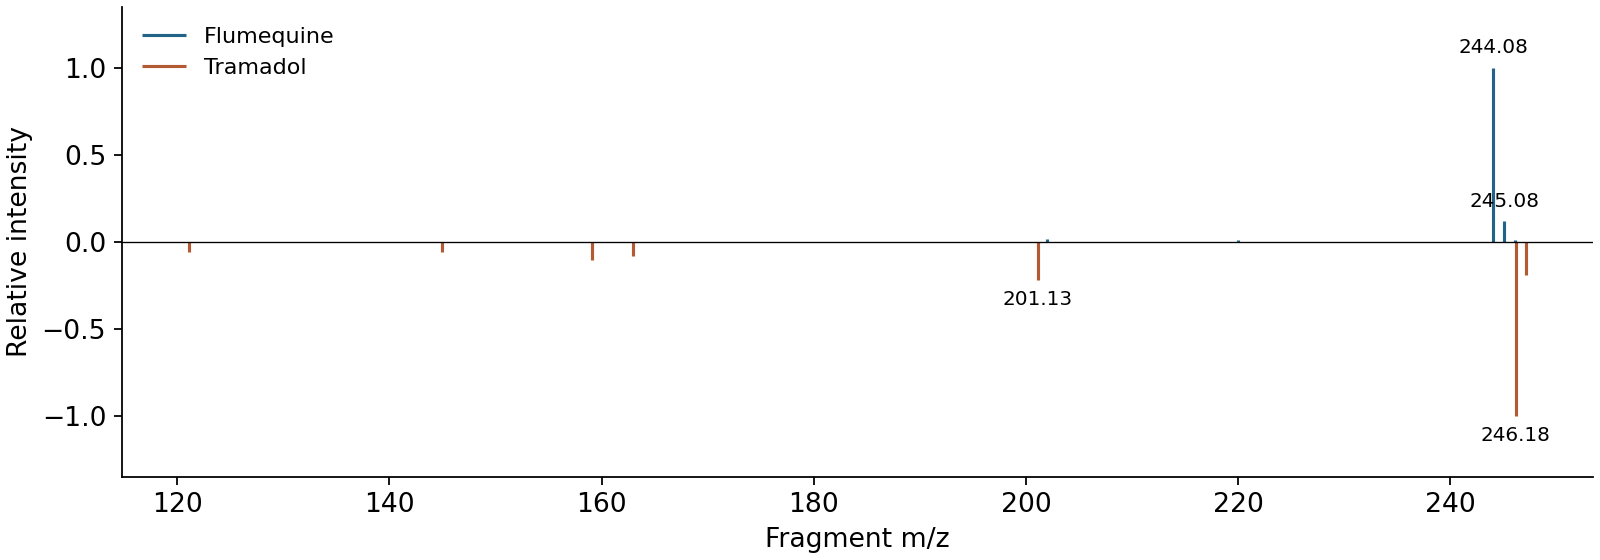 Flumequine
Tramadol
244.08
245.08
201.13
246.18
1.0
0.5
0.0
−0.5
−1.0
Relative intensity
120 140 160 180 200 220 240
Fragment m/z